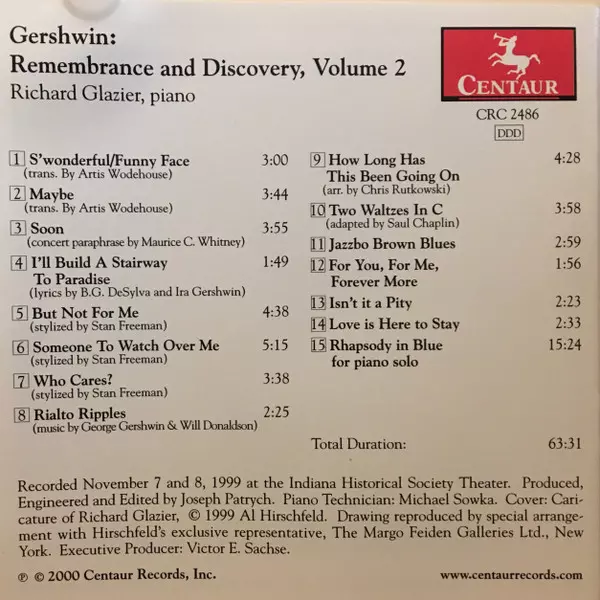 Gershwin:
Remembrance and Discovery, Volume 2
Richard Glazier, piano
CENTAUR
CRC 2486
DDD
1 S'wonderful/Funny Face 3:00
(trans. By Artis Wodehouse)
2 Maybe 3:44
(trans. By Artis Wodehouse)
3 Soon 3:55
(concert paraphrase by Maurice C. Whitney)
4 I'll Build A Stairway 1:49
To Paradise
(lyrics by B.G. DeSylva and Ira Gershwin)
5 But Not For Me 4:38
(stylized by Stan Freeman)
6 Someone To Watch Over Me 5:15
(stylized by Stan Freeman)
7 Who Cares? 3:38
(stylized by Stan Freeman)
8 Rialto Ripples 2:25
(music by George Gershwin & Will Donaldson)
9 How Long Has 4:28
This Been Going On
(arr. by Chris Rutkowski)
10 Two Waltzes In C 3:58
(adapted by Saul Chaplin)
11 Jazzbo Brown Blues 2:59
12 For You, For Me, 1:56
Forever More
13 Isn't it a Pity 2:23
14 Love is Here to Stay 2:33
15 Rhapsody in Blue 15:24
for piano solo
Total Duration: 63:31
Recorded November 7 and 8, 1999 at the Indiana Historical Society Theater. Produced,
Engineered and Edited by Joseph Patrych. Piano Technician: Michael Sowka. Cover: Cari-
cature of Richard Glazier, © 1999 Al Hirschfeld. Drawing reproduced by special arrange-
ment with Hirschfeld's exclusive representative, The Margo Feiden Galleries Ltd., New
York. Executive Producer: Victor E. Sachse.
℗ © 2000 Centaur Records, Inc. www.centaurrecords.com